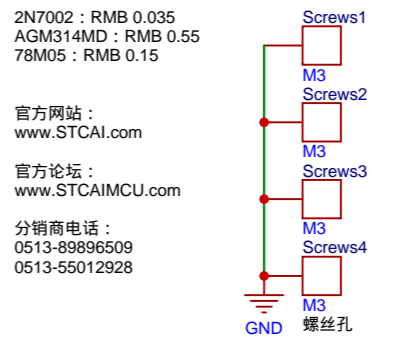 2N7002：RMB 0.035
AGM314MD：RMB 0.55
78M05：RMB 0.15
官方网站：
www.STCAI.com
官方论坛：
www.STCAIMCU.com
分销商电话：
0513-89896509
0513-55012928
Screws1
M3
Screws2
M3
Screws3
M3
Screws4
M3
GND
螺丝孔